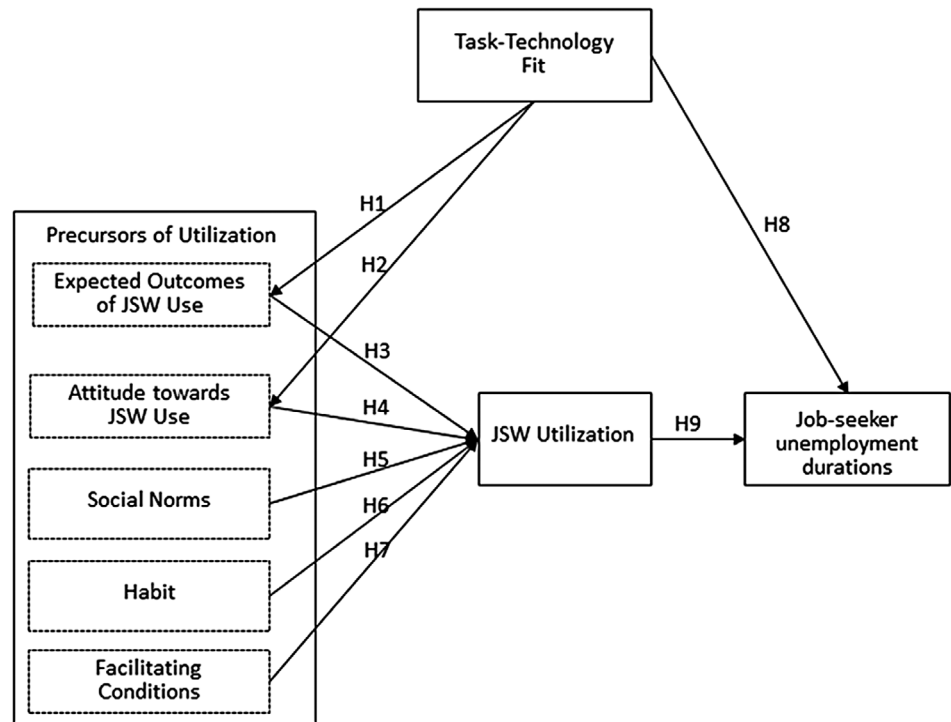 Task-Technology
Fit
H1
H2
H8
Precursors of Utilization
Expected Outcomes
of JSW Use
H3
Attitude towards
JSW Use
H4
H5
Social Norms
H6
H7
Habit
Facilitating
Conditions
JSW Utilization
H9
Job-seeker
unemployment
durations